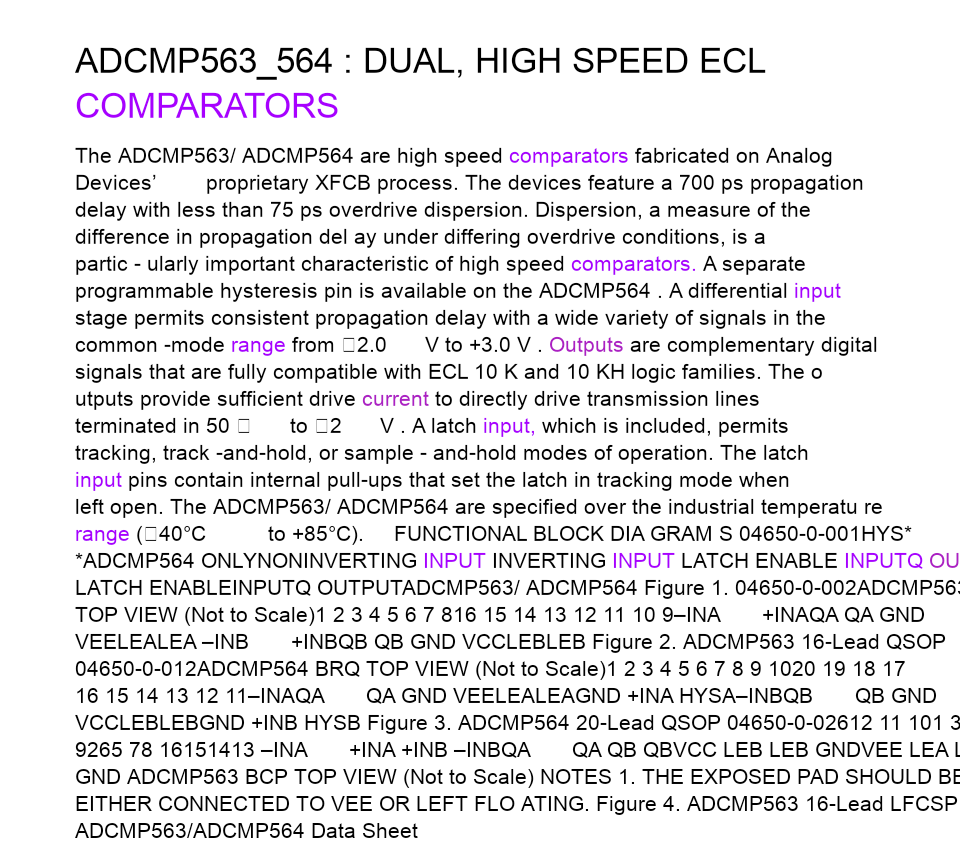 ADCMP563_564 : DUAL, HIGH SPEED ECL
COMPARATORS
The ADCMP563/ ADCMP564 are high speed comparators fabricated on Analog
Devices’ proprietary XFCB process. The devices feature a 700 ps propagation
delay with less than 75 ps overdrive dispersion. Dispersion, a measure of the
difference in propagation del ay under differing overdrive conditions, is a
partic - ularly important characteristic of high speed comparators. A separate
programmable hysteresis pin is available on the ADCMP564 . A differential input
stage permits consistent propagation delay with a wide variety of signals in the
common -mode range from □2.0 V to +3.0 V . Outputs are complementary digital
signals that are fully compatible with ECL 10 K and 10 KH logic families. The o
utputs provide sufficient drive current to directly drive transmission lines
terminated in 50 □ to □2 V . A latch input, which is included, permits
tracking, track -and-hold, or sample - and-hold modes of operation. The latch
input pins contain internal pull-ups that set the latch in tracking mode when
left open. The ADCMP563/ ADCMP564 are specified over the industrial temperatu re
range (□40°C to +85°C). FUNCTIONAL BLOCK DIA GRAM S 04650-0-001HYS*
*ADCMP564 ONLYNONINVERTING INPUT INVERTING INPUT LATCH ENABLE INPUTQ OU
LATCH ENABLEINPUTQ OUTPUTADCMP563/ ADCMP564 Figure 1. 04650-0-002ADCMP563
TOP VIEW (Not to Scale)1 2 3 4 5 6 7 816 15 14 13 12 11 10 9–INA +INAQA QA GND
VEELEALEA –INB +INBQB QB GND VCCLEBLEB Figure 2. ADCMP563 16-Lead QSOP
04650-0-012ADCMP564 BRQ TOP VIEW (Not to Scale)1 2 3 4 5 6 7 8 9 1020 19 18 17
16 15 14 13 12 11–INAQA QA GND VEELEALEAGND +INA HYSA–INBQB QB GND
VCCLEBLEBGND +INB HYSB Figure 3. ADCMP564 20-Lead QSOP 04650-0-02612 11 101 3
9265 78 16151413 –INA +INA +INB –INBQA QA QB QBVCC LEB LEB GNDVEE LEA L
GND ADCMP563 BCP TOP VIEW (Not to Scale) NOTES 1. THE EXPOSED PAD SHOULD BE
EITHER CONNECTED TO VEE OR LEFT FLO ATING. Figure 4. ADCMP563 16-Lead LFCSP
ADCMP563/ADCMP564 Data Sheet